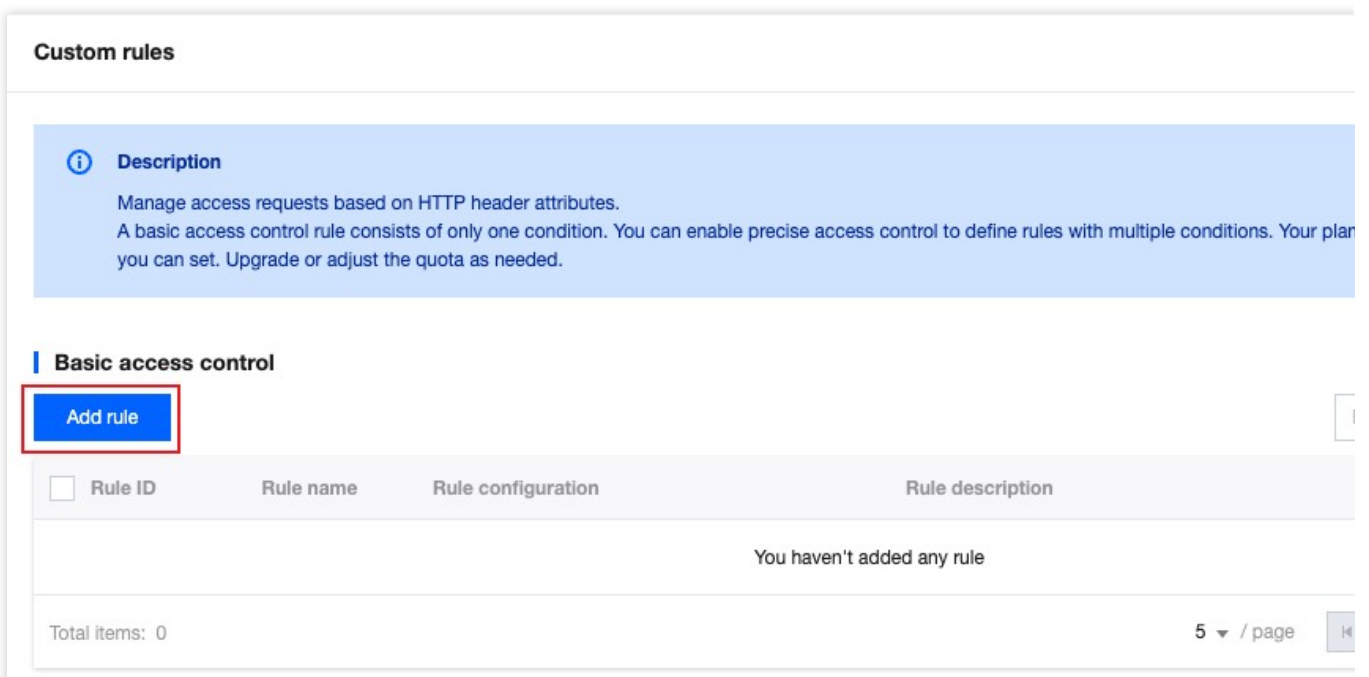 Custom rules
Description
Manage access requests based on HTTP header attributes.
A basic access control rule consists of only one condition. You can enable precise access control to define rules with multiple conditions. Your plan
you can set. Upgrade or adjust the quota as needed.
Basic access control
Add rule
Rule ID Rule name Rule configuration Rule description
You haven't added any rule
Total items: 0 5 / page